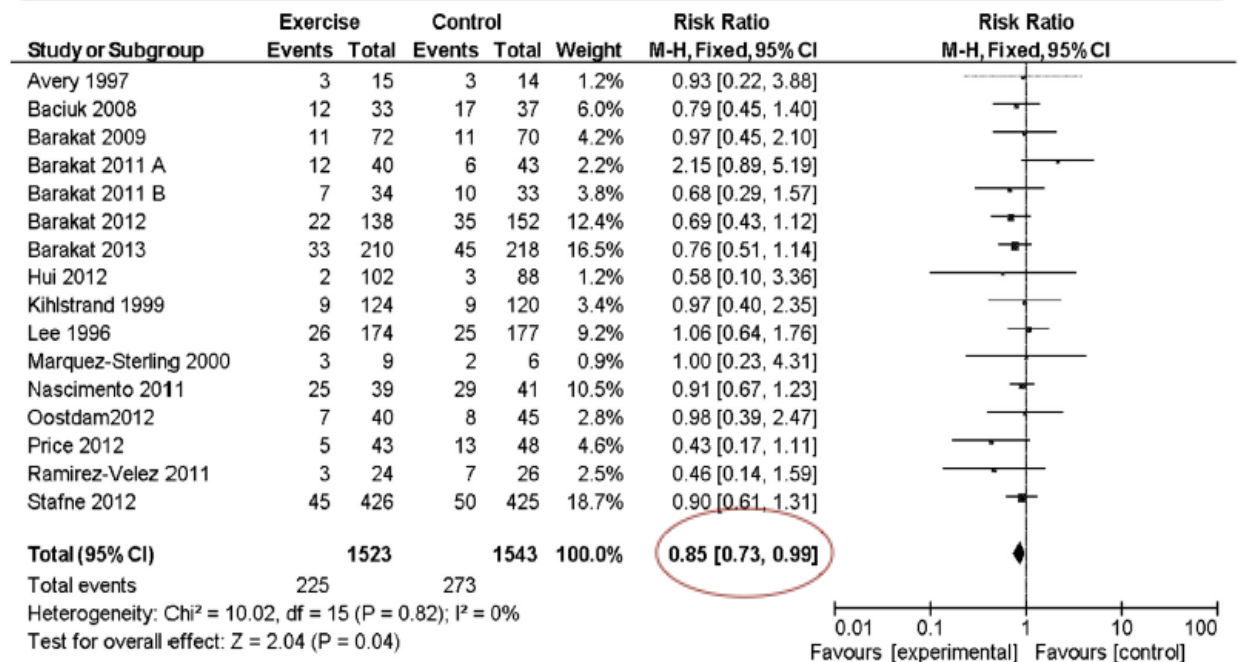 Exercise Control Risk Ratio Risk Ratio
Study or Subgroup Events Total Events Total Weight M-H, Fixed, 95% CI M-H, Fixed, 95% CI
Avery 1997 3 15 3 14 1.2% 0.93 [0.22, 3.88]
Baciuk 2008 12 33 17 37 6.0% 0.79 [0.45, 1.40]
Barakat 2009 11 72 11 70 4.2% 0.97 [0.45, 2.10]
Barakat 2011 A 12 40 6 43 2.2% 2.15 [0.89, 5.19]
Barakat 2011 B 7 34 10 33 3.8% 0.68 [0.29, 1.57]
Barakat 2012 22 138 35 152 12.4% 0.69 [0.43, 1.12]
Barakat 2013 33 210 45 218 16.5% 0.76 [0.51, 1.14]
Hui 2012 2 102 3 88 1.2% 0.58 [0.10, 3.36]
Kihlstrand 1999 9 124 9 120 3.4% 0.97 [0.40, 2.35]
Lee 1996 26 174 25 177 9.2% 1.06 [0.64, 1.76]
Marquez-Sterling 2000 3 9 2 6 0.9% 1.00 [0.23, 4.31]
Nascimento 2011 25 39 29 41 10.5% 0.91 [0.67, 1.23]
Oostdam2012 7 40 8 45 2.8% 0.98 [0.39, 2.47]
Price 2012 5 43 13 48 4.6% 0.43 [0.17, 1.11]
Ramirez-Velez 2011 3 24 7 26 2.5% 0.46 [0.14, 1.59]
Stafne 2012 45 426 50 425 18.7% 0.90 [0.61, 1.31]
Total (95% CI) 1523 1543 100.0% 0.85 [0.73, 0.99]
Total events 225 273
Heterogeneity: Chi² = 10.02, df = 15 (P = 0.82); I² = 0%
Test for overall effect: Z = 2.04 (P = 0.04)
0.01 0.1 1 10 100
Favours [experimental] Favours [control]